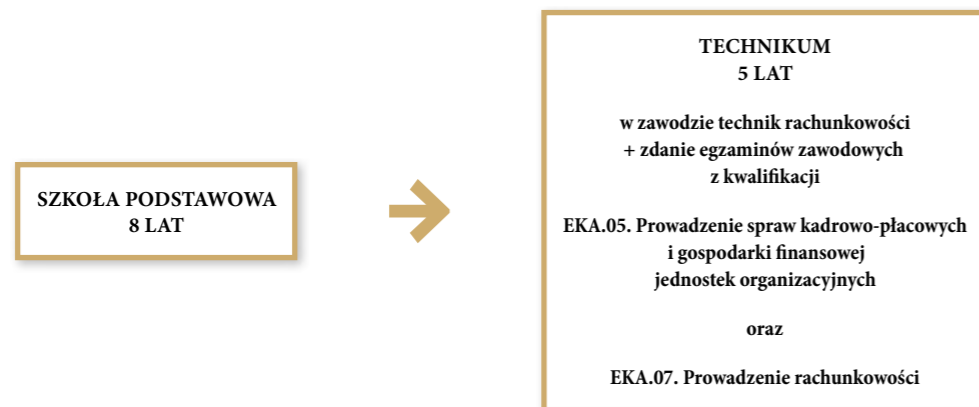 SZKOŁA PODSTAWOWA
8 LAT
TECHNIKUM
5 LAT
w zawodzie technik rachunkowości
+ zdanie egzaminów zawodowych
z kwalifikacji
EKA.05. Prowadzenie spraw kadrowo-płacowych
i gospodarki finansowej
jednostek organizacyjnych
oraz
EKA.07. Prowadzenie rachunkowości